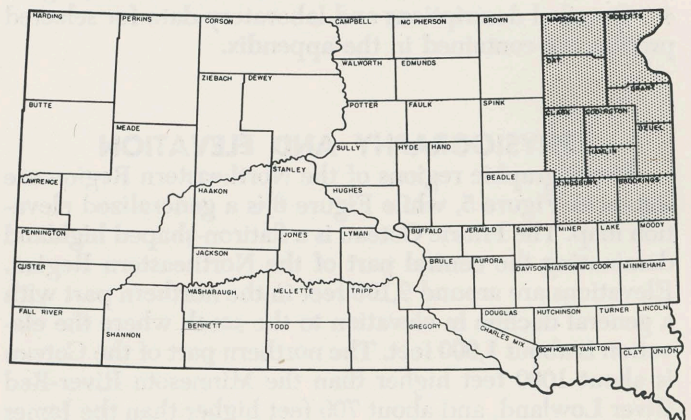 HARDING
PERKINS
CORSON
CAMPBELL
MC PHERSON
BROWN
MARSHALL
ROBERTS
WALWORTH
EDMUNDS
DAY
ZIEBACH
DEWEY
GRANT
BUTTE
POTTER
FAULK
SPINK
CLARK
CODINGTON
MEADE
DEUEL
SULLY
HYDE
HAND
HAMLIN
STANLEY
LAWRENCE
HAAKON
HUGHES
BEADLE
KINGSBURY
BROOKINGS
PENNINGTON
JONES
LYMAN
BUFFALO
JERAULD
SANBORN
MINER
LAKE
MOODY
JACKSON
CUSTER
BRULE
AURORA
DAVISON
HANSON
MC COOK
MINNEHAHA
WASHABAUGH
MELLETTE
TRIPP
FALL RIVER
SHANNON
BENNETT
TODD
GREGORY
CHARLES MIX
DOUGLAS
HUTCHINSON
TURNER
LINCOLN
BON HOMME
YANKTON
CLAY
UNION